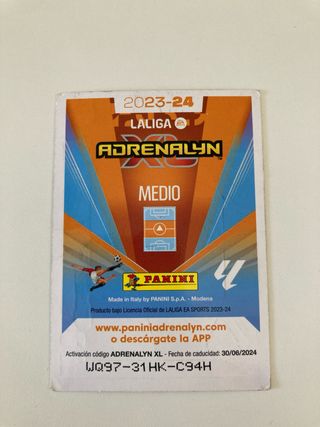 2023-24
LALIGA
ADRENALYN
XL
MEDIO
PANINI
Made in Italy by PANINI S.p.A. - Modena
Producto bajo Licencia Oficial de LALIGA EA SPORTS 2023-24
www.paniniadrenalyn.com
o descárgate la APP
Activación código ADRENALYN XL - Fecha de caducidad: 30/06/2024
WQ97-31HK-C94H